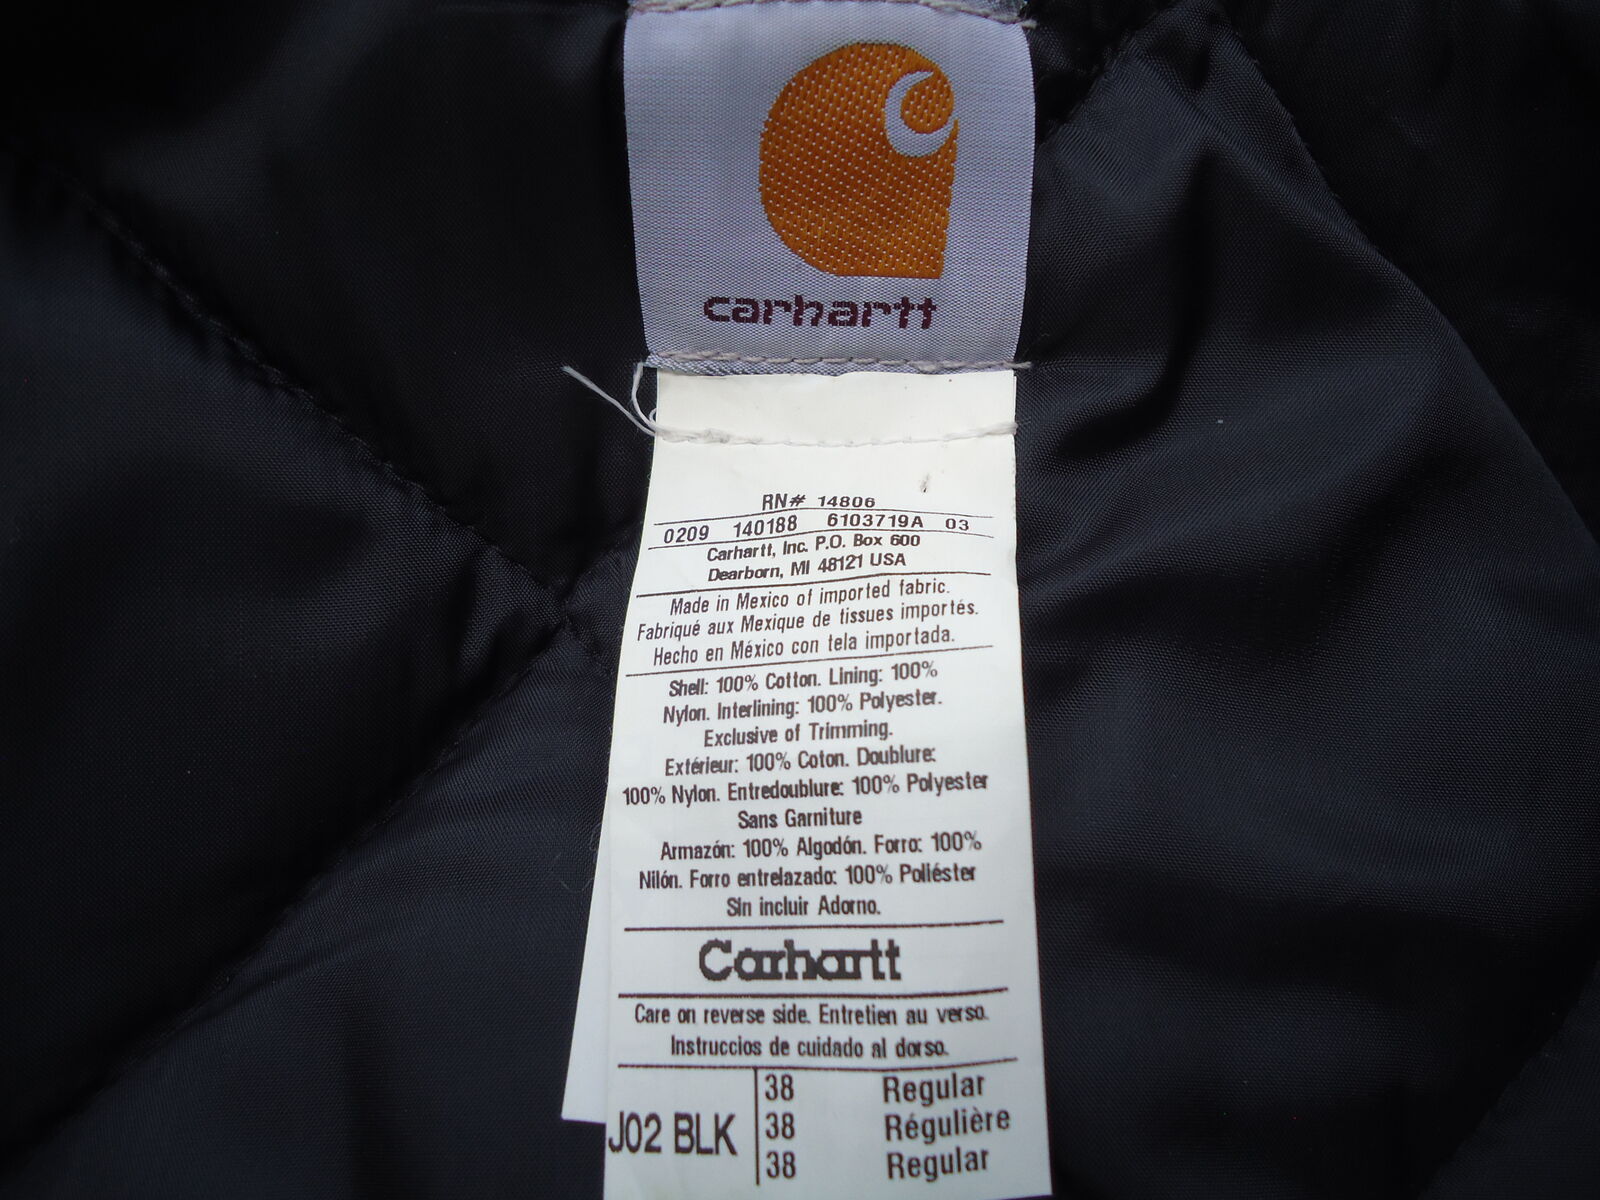 carhartt
RN# 14806
0209 140188 6103719A 03
Carhartt, Inc. P.O. Box 600
Dearborn, MI 48121 USA
Made in Mexico of imported fabric.
Fabriqué aux Mexique de tissues importés.
Hecho en México con tela importada.
Shell: 100% Cotton. Lining: 100%
Nylon. Interlining: 100% Polyester.
Exclusive of Trimming.
Extérieur: 100% Coton. Doublure:
100% Nylon. Entredoublure: 100% Polyester
Sans Garniture
Armazón: 100% Algodón. Forro: 100%
Nilón. Forro entrelazado: 100% Poliéster
Sin incluir Adorno.
Carhartt
Care on reverse side. Entretien au verso.
Instruccios de cuidado al dorso.
J02 BLK
38 Regular
38 Régulière
38 Regular